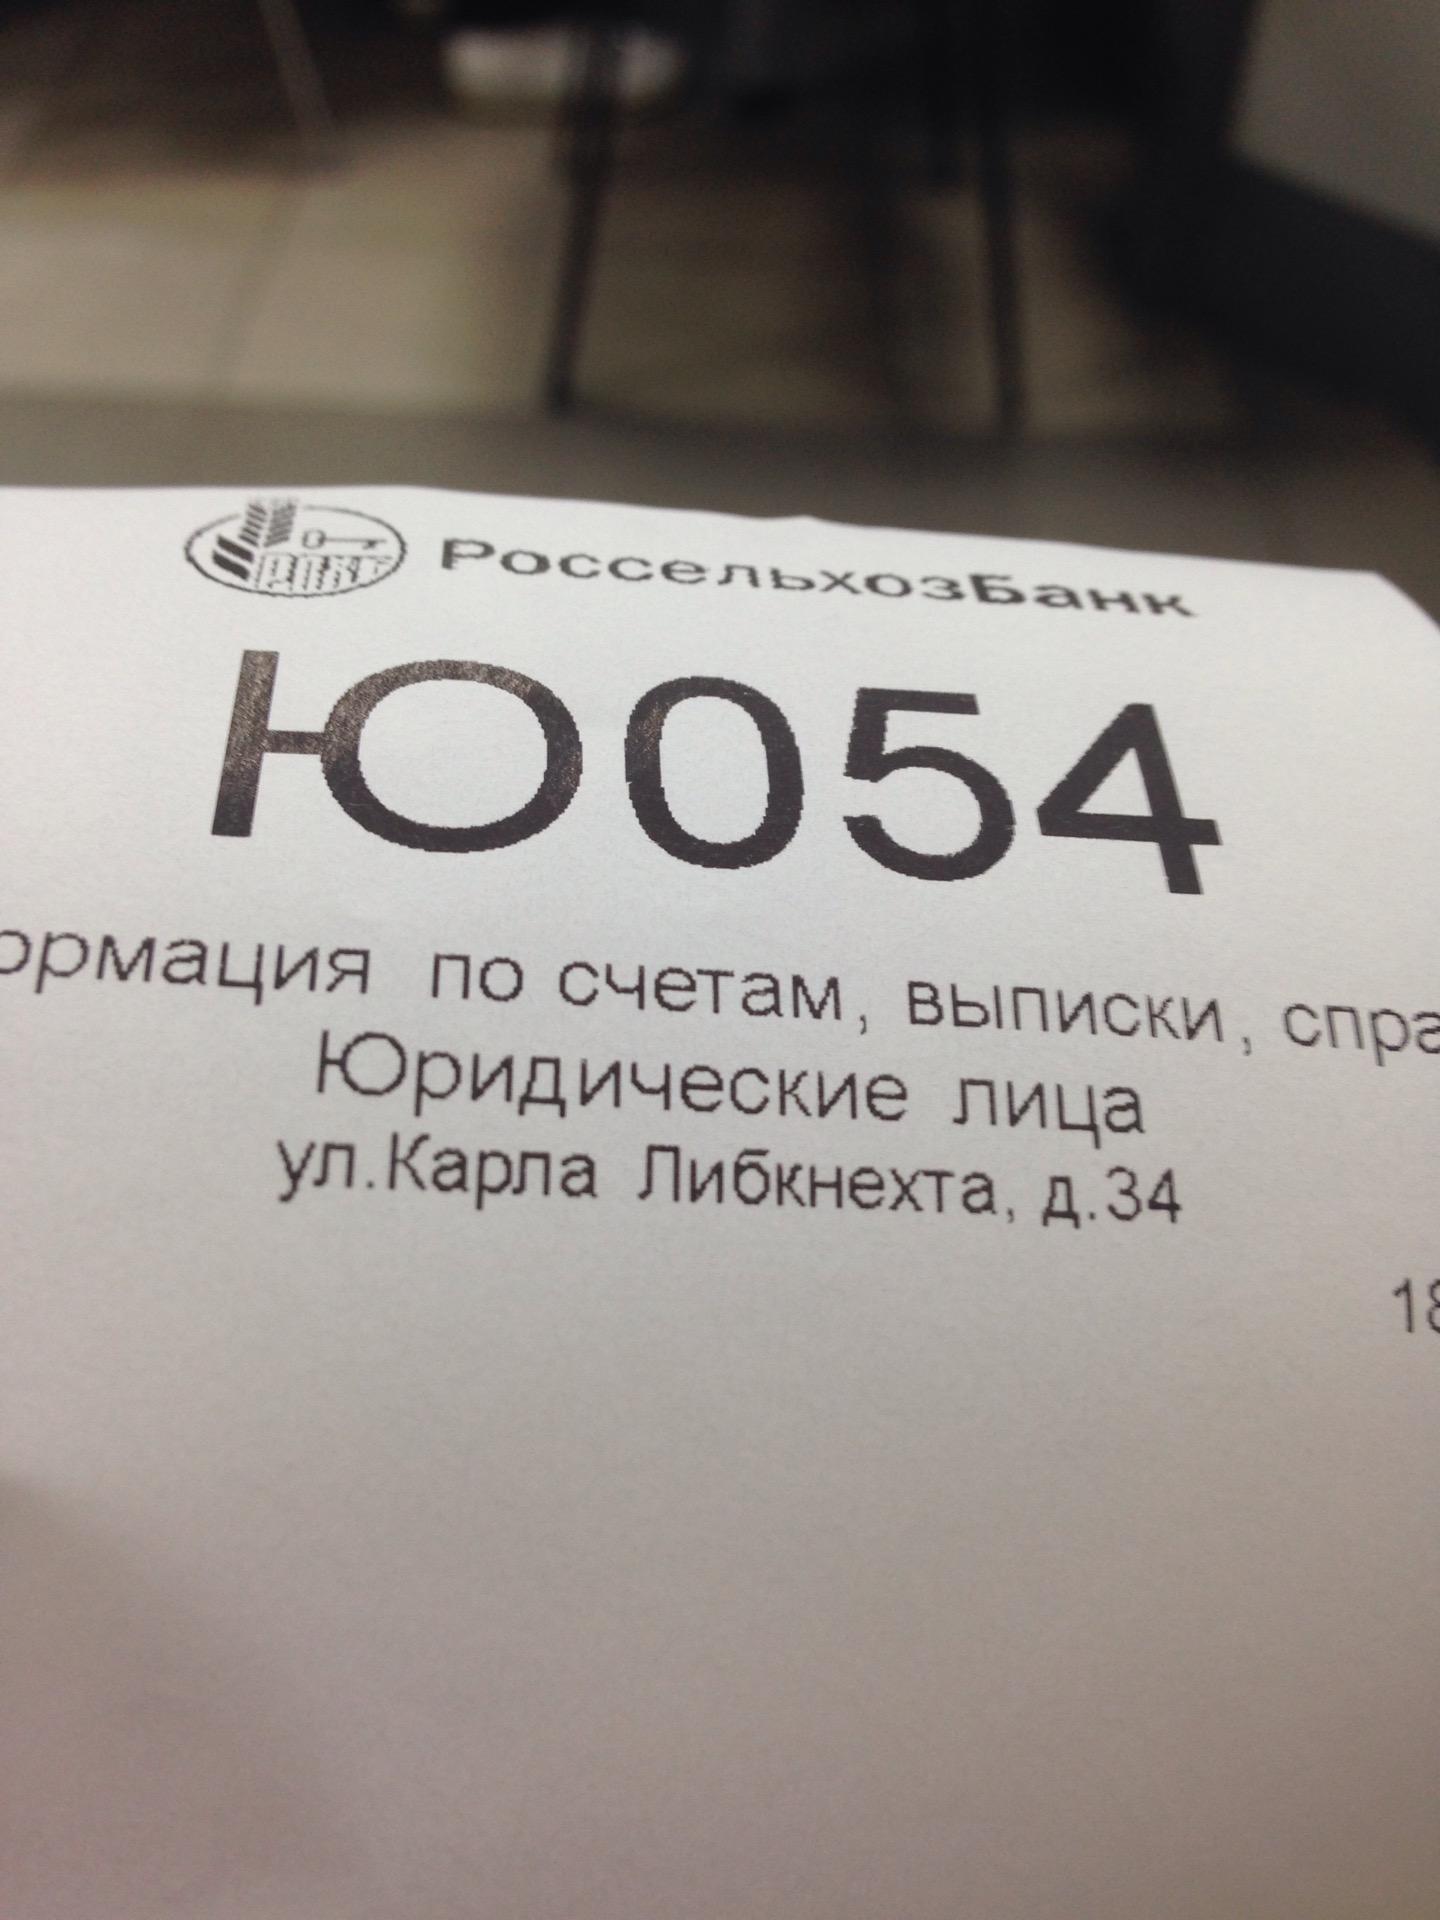 РоссельхозБанк
Ю054
ормация по счетам, выписки, спра
Юридические лица
ул.Карла Либкнехта, д.34
18